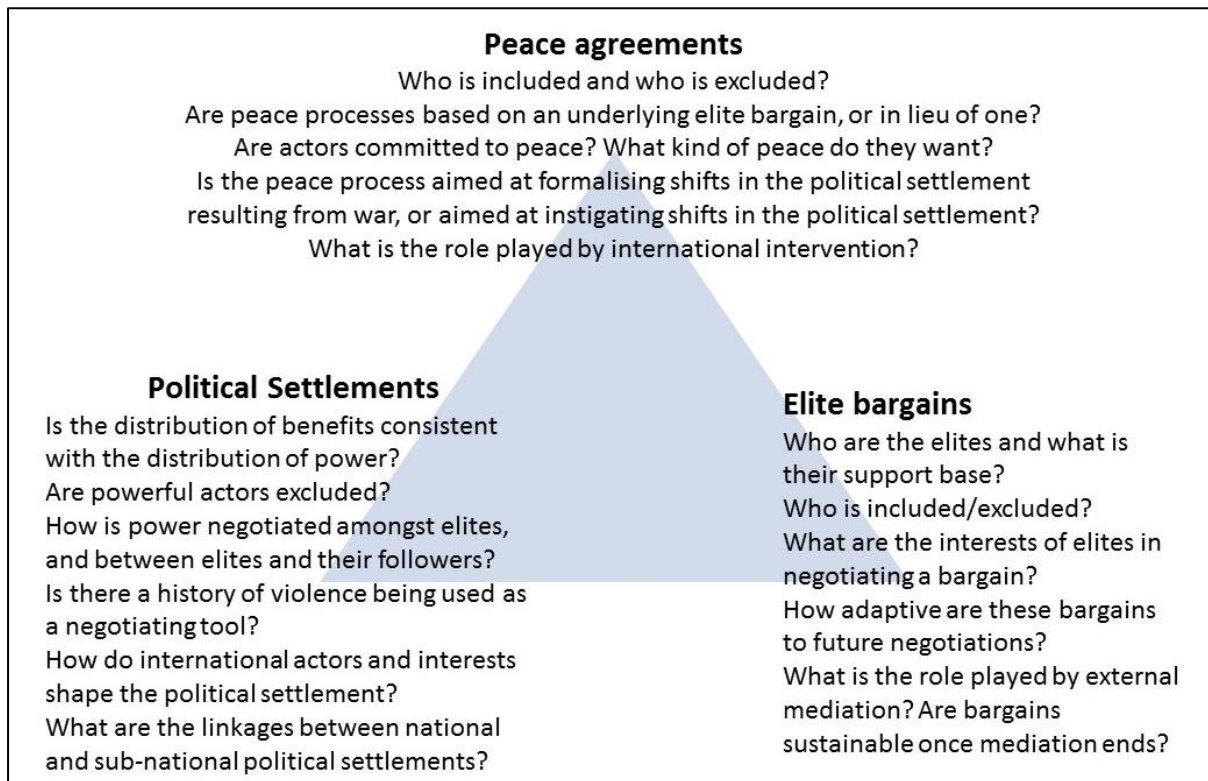 Peace agreements
Who is included and who is excluded?
Are peace processes based on an underlying elite bargain, or in lieu of one?
Are actors committed to peace? What kind of peace do they want?
Is the peace process aimed at formalising shifts in the political settlement
resulting from war, or aimed at instigating shifts in the political settlement?
What is the role played by international intervention?
Political Settlements
Is the distribution of benefits consistent
with the distribution of power?
Are powerful actors excluded?
How is power negotiated amongst elites,
and between elites and their followers?
Is there a history of violence being used as
a negotiating tool?
How do international actors and interests
shape the political settlement?
What are the linkages between national
and sub-national political settlements?
Elite bargains
Who are the elites and what is
their support base?
Who is included/excluded?
What are the interests of elites in
negotiating a bargain?
How adaptive are these bargains
to future negotiations?
What is the role played by external
mediation? Are bargains
sustainable once mediation ends?